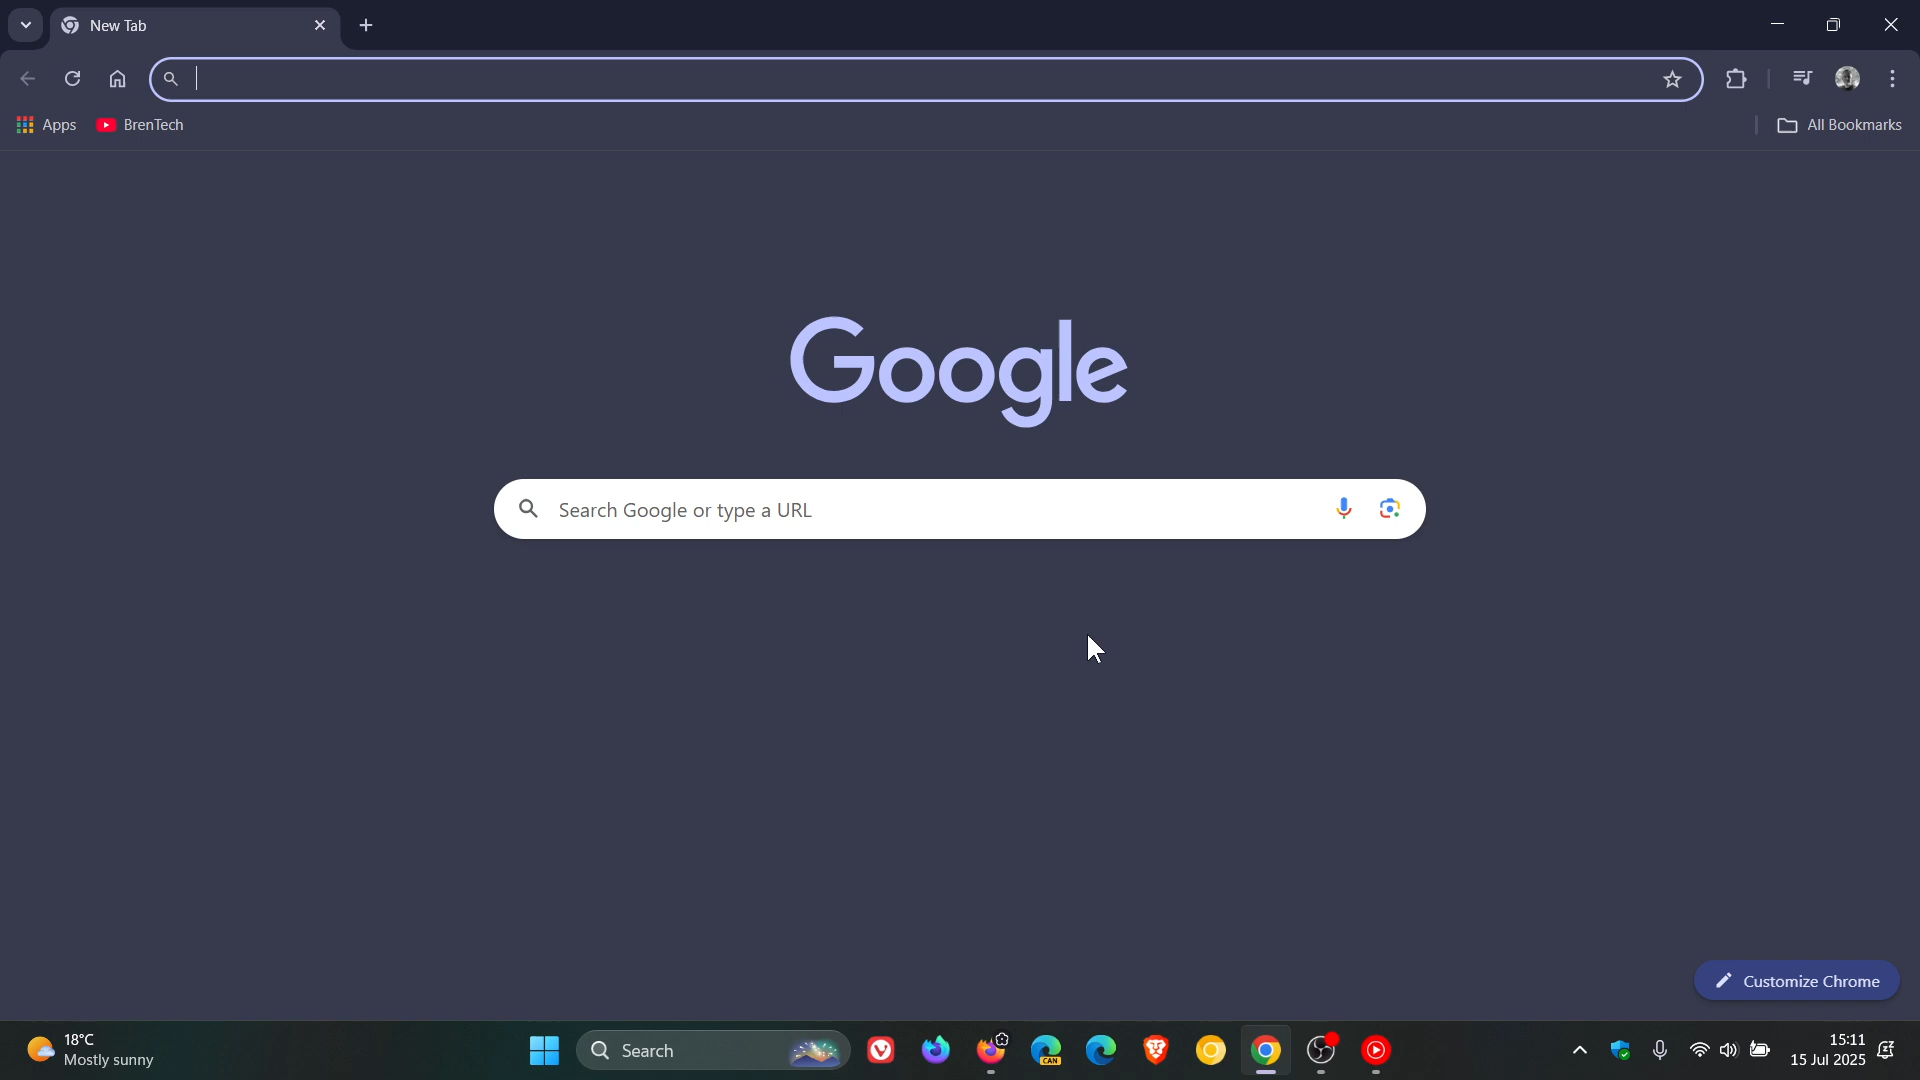 New Tab
Apps
BrenTech
All Bookmarks
Google
Search Google or type a URL
Customize Chrome
18°C
Mostly sunny
Search
CAN
15:11
15 Jul 2025